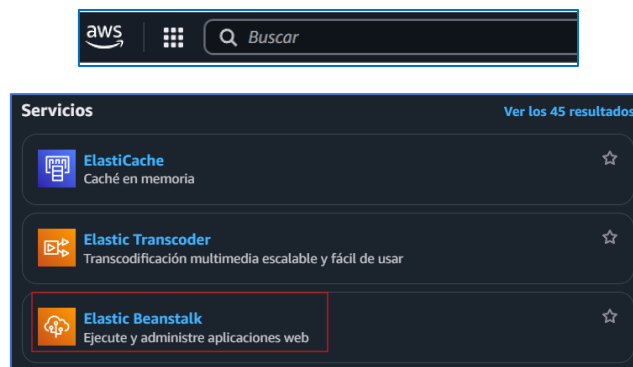 aws
Buscar
Servicios
Ver los 45 resultados
ElastiCache
Caché en memoria
Elastic Transcoder
Transcodificación multimedia escalable y fácil de usar
Elastic Beanstalk
Ejecute y administre aplicaciones web